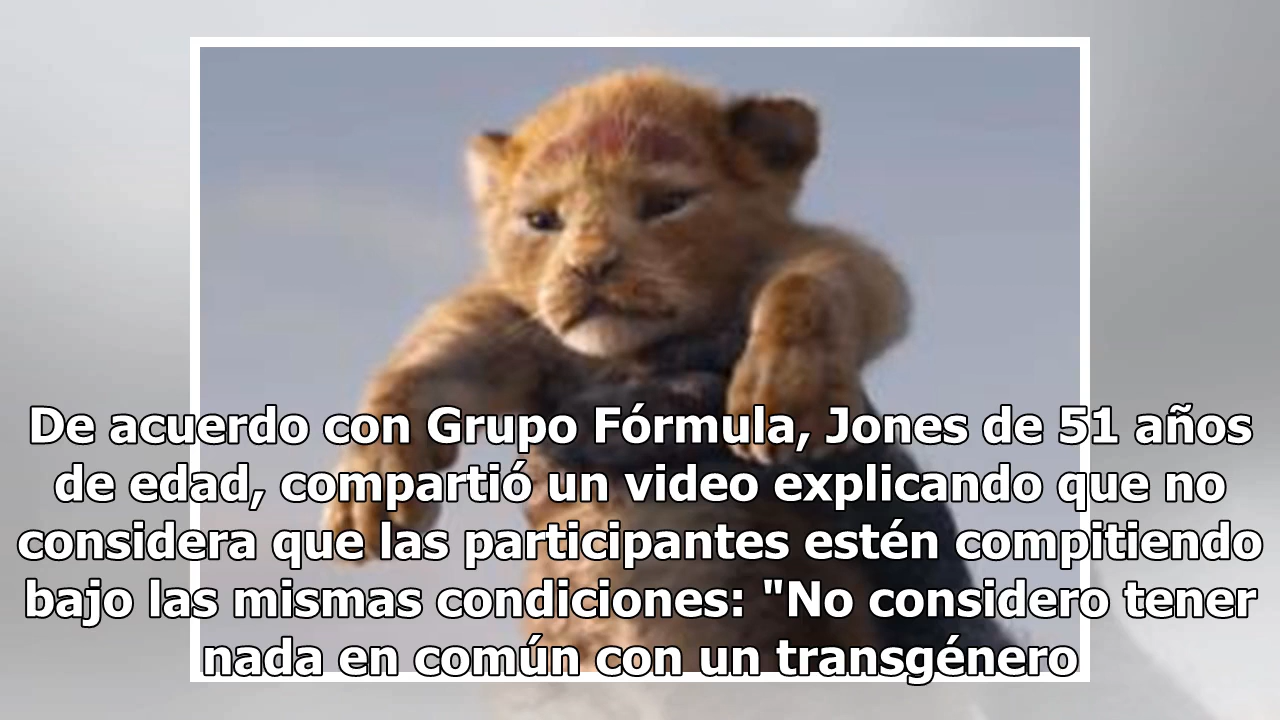 De acuerdo con Grupo Fórmula, Jones de 51 años
de edad, compartió un video explicando que no
considera que las participantes estén compitiendo
bajo las mismas condiciones: "No considero tener
nada en común con un transgénero